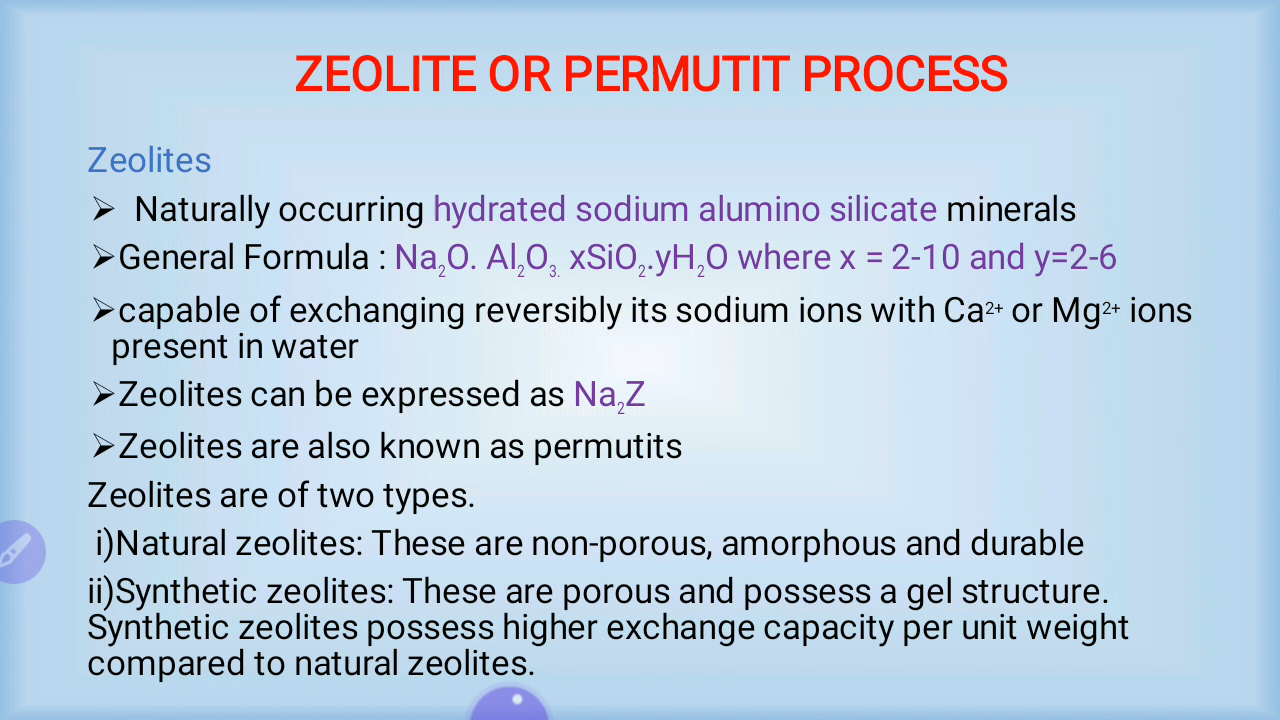 ZEOLITE OR PERMUTIT PROCESS
Zeolites
➢ Naturally occurring hydrated sodium alumino silicate minerals
➢General Formula : Na₂O. Al₂O₃. xSiO₂.yH₂O where x = 2-10 and y=2-6
➢capable of exchanging reversibly its sodium ions with Ca²⁺ or Mg²⁺ ions
present in water
➢Zeolites can be expressed as Na₂Z
➢Zeolites are also known as permutits
Zeolites are of two types.
i)Natural zeolites: These are non-porous, amorphous and durable
ii)Synthetic zeolites: These are porous and possess a gel structure.
Synthetic zeolites possess higher exchange capacity per unit weight
compared to natural zeolites.